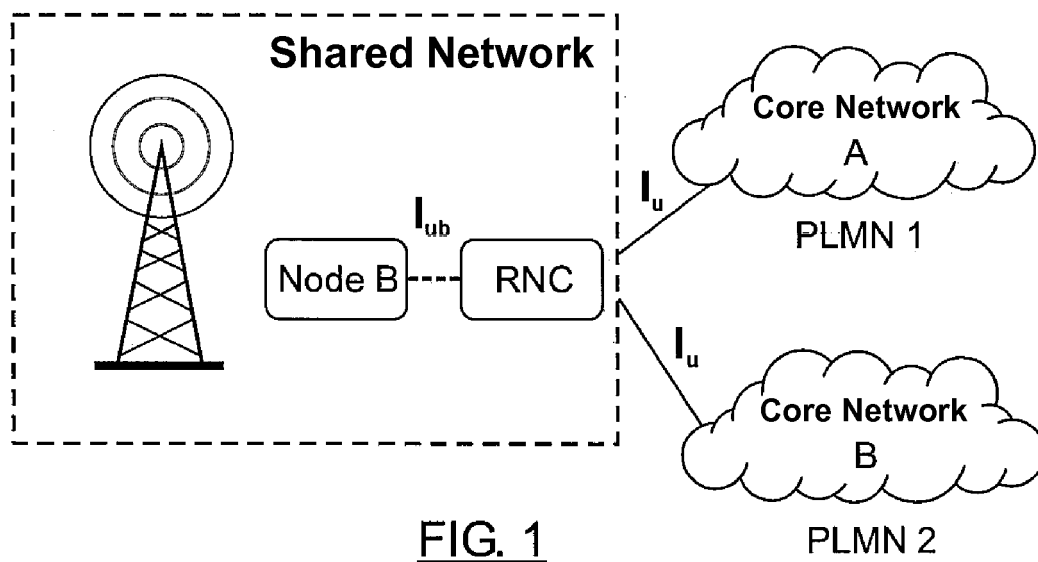 Shared Network
Node B
Iub
RNC
Iu
Core Network
A
PLMN 1
Iu
Core Network
B
PLMN 2
FIG. 1